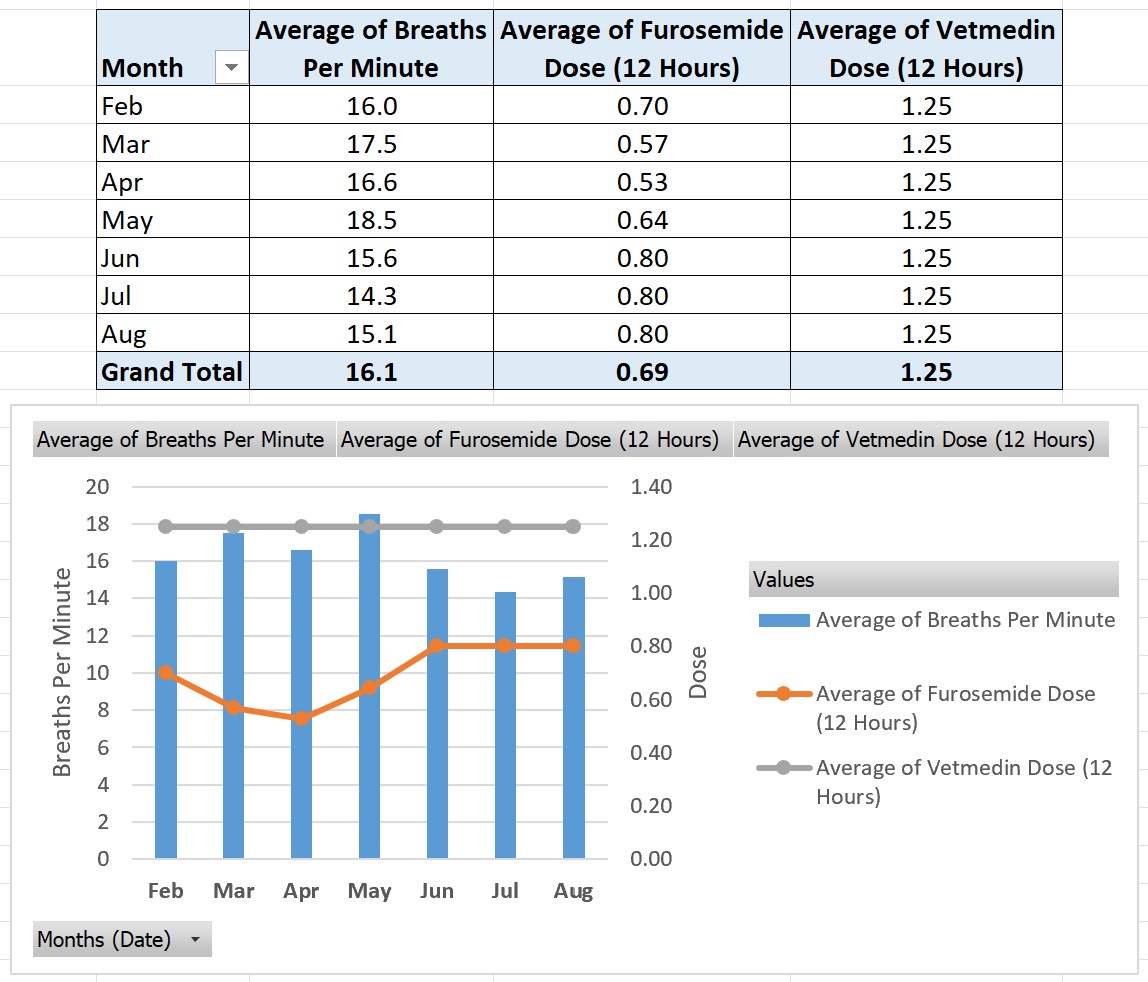 Month Average of Breaths Per Minute Average of Furosemide Dose (12 Hours) Average of Vetmedin Dose (12 Hours)
Feb 16.0 0.70 1.25
Mar 17.5 0.57 1.25
Apr 16.6 0.53 1.25
May 18.5 0.64 1.25
Jun 15.6 0.80 1.25
Jul 14.3 0.80 1.25
Aug 15.1 0.80 1.25
Grand Total 16.1 0.69 1.25
Average of Breaths Per Minute Average of Furosemide Dose (12 Hours) Average of Vetmedin Dose (12 Hours)
Breaths Per Minute
20
18
16
14
12
10
8
6
4
2
0
1.40
1.20
1.00
0.80
0.60
0.40
0.20
0.00
Dose
Feb Mar Apr May Jun Jul Aug
Values
Average of Breaths Per Minute
Average of Furosemide Dose
(12 Hours)
Average of Vetmedin Dose (12
Hours)
Months (Date)